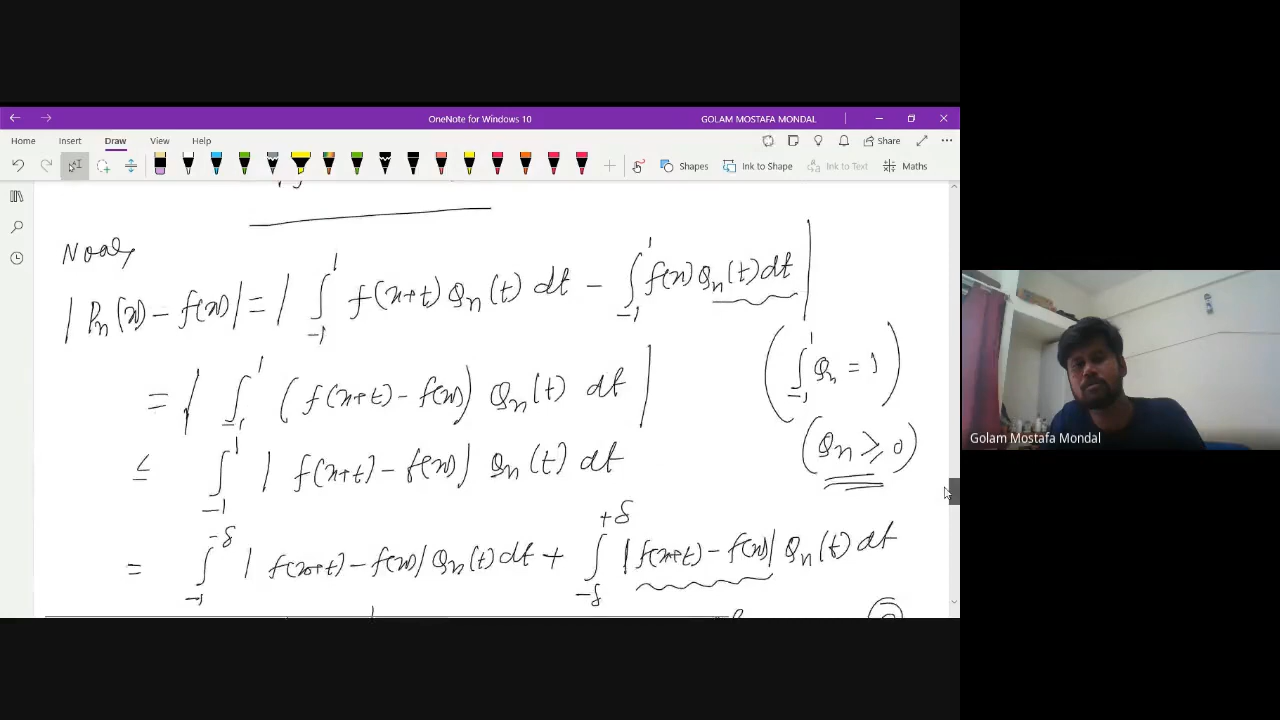 OneNote for Windows 10
GOLAM MOSTAFA MONDAL
Home Insert Draw View Help
Share
Shapes Ink to Shape Ink to Text Maths
Now,
| Pn(x) - f(x) | = | ∫_{-1}^{1} f(x+t) Qn(t) dt - ∫_{-1}^{1} f(x) Qn(t) dt |
= | ∫_{-1}^{1} (f(x+t) - f(x)) Qn(t) dt | ( ∫_{-1}^{1} Qn = 1 )
≤ ∫_{-1}^{1} | f(x+t) - f(x) | Qn(t) dt ( Qn ≥ 0 )
= ∫_{-1}^{-δ} | f(x+t) - f(x) | Qn(t) dt + ∫_{-δ}^{+δ} | f(x+t) - f(x) | Qn(t) dt
Golam Mostafa Mondal